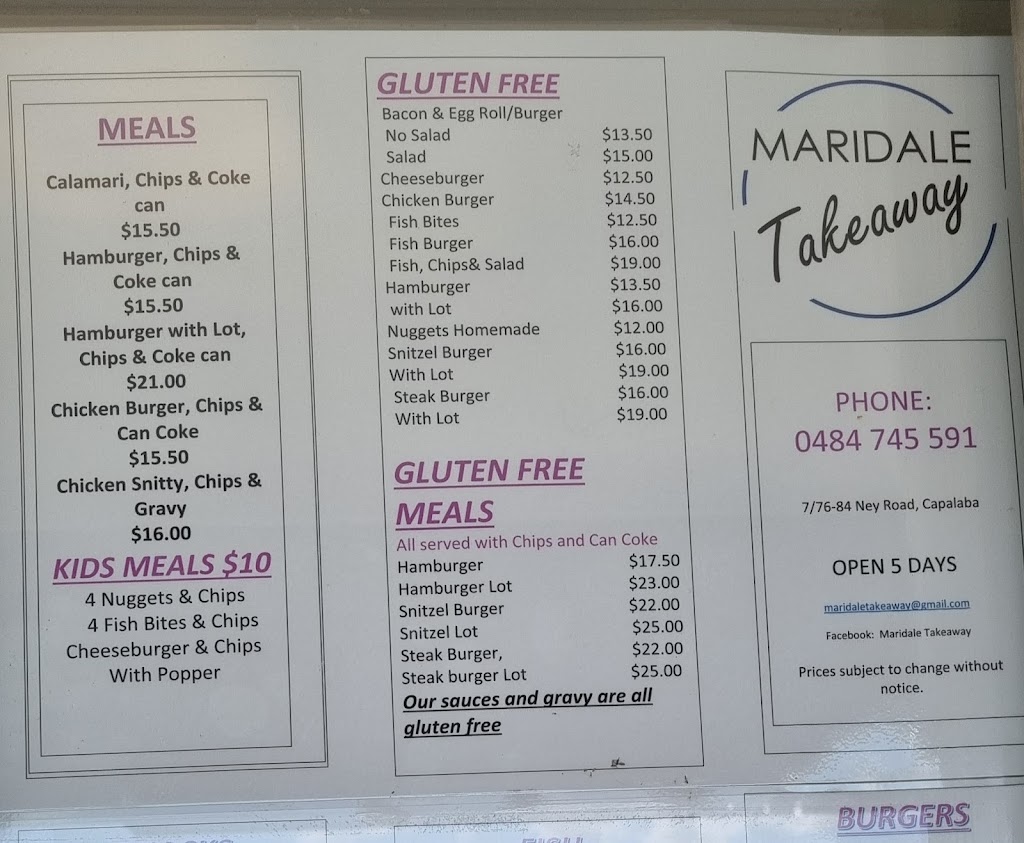 MEALS
Calamari, Chips & Coke
can
$15.50
Hamburger, Chips &
Coke can
$15.50
Hamburger with Lot,
Chips & Coke can
$21.00
Chicken Burger, Chips &
Can Coke
$15.50
Chicken Snitty, Chips &
Gravy
$16.00
KIDS MEALS $10
4 Nuggets & Chips
4 Fish Bites & Chips
Cheeseburger & Chips
With Popper
GLUTEN FREE
Bacon & Egg Roll/Burger
No Salad $13.50
Salad $15.00
Cheeseburger $12.50
Chicken Burger $14.50
Fish Bites $12.50
Fish Burger $16.00
Fish, Chips& Salad $19.00
Hamburger $13.50
with Lot $16.00
Nuggets Homemade $12.00
Snitzel Burger $16.00
With Lot $19.00
Steak Burger $16.00
With Lot $19.00
GLUTEN FREE
MEALS
All served with Chips and Can Coke
Hamburger $17.50
Hamburger Lot $23.00
Snitzel Burger $22.00
Snitzel Lot $25.00
Steak Burger, $22.00
Steak burger Lot $25.00
Our sauces and gravy are all
gluten free
MARIDALE
Takeaway
PHONE:
0484 745 591
7/76-84 Ney Road, Capalaba
OPEN 5 DAYS
maridaletakeaway@gmail.com
Facebook: Maridale Takeaway
Prices subject to change without
notice.
BURGERS